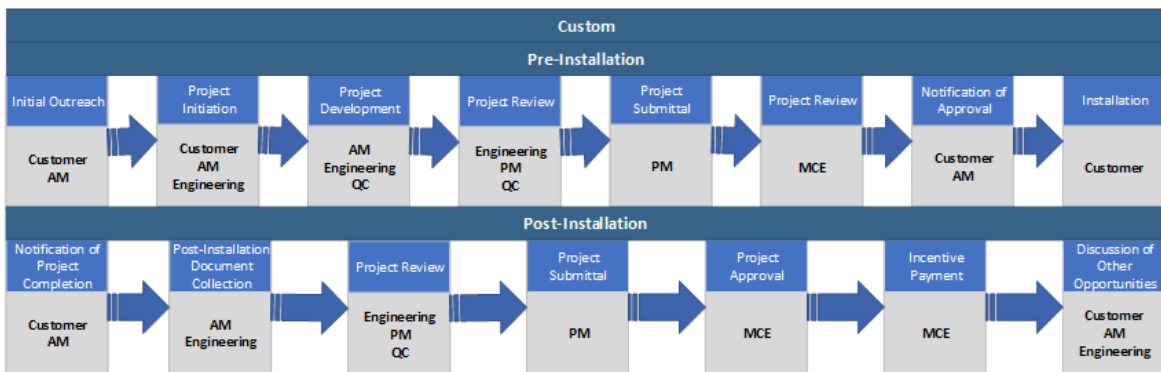 Custom
Pre-Installation
Initial Outreach
Customer
AM
Project
Initiation
Customer
AM
Engineering
Project
Development
AM
Engineering
QC
Project Review
Engineering
PM
QC
Project
Submittal
PM
Project Review
MCE
Notification of
Approval
Customer
AM
Installation
Customer
Post-Installation
Notification of
Project
Completion
Customer
AM
Post-Installation
Document
Collection
AM
Engineering
Project Review
Engineering
PM
QC
Project
Submittal
PM
Project
Approval
MCE
Incentive
Payment
MCE
Discussion of
Other
Opportunities
Customer
AM
Engineering